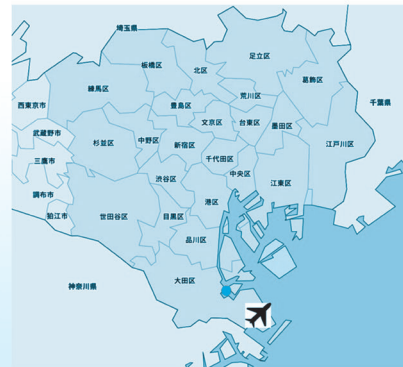 埼玉県
足立区
板橋区
北区
葛飾区
練馬区
荒川区
千葉県
西東京市
豊島区
文京区
台東区
墨田区
武蔵野市
杉並区
中野区
新宿区
江戸川区
三鷹市
千代田区
渋谷区
中央区
江東区
調布市
港区
狛江市
世田谷区
目黒区
品川区
大田区
神奈川県